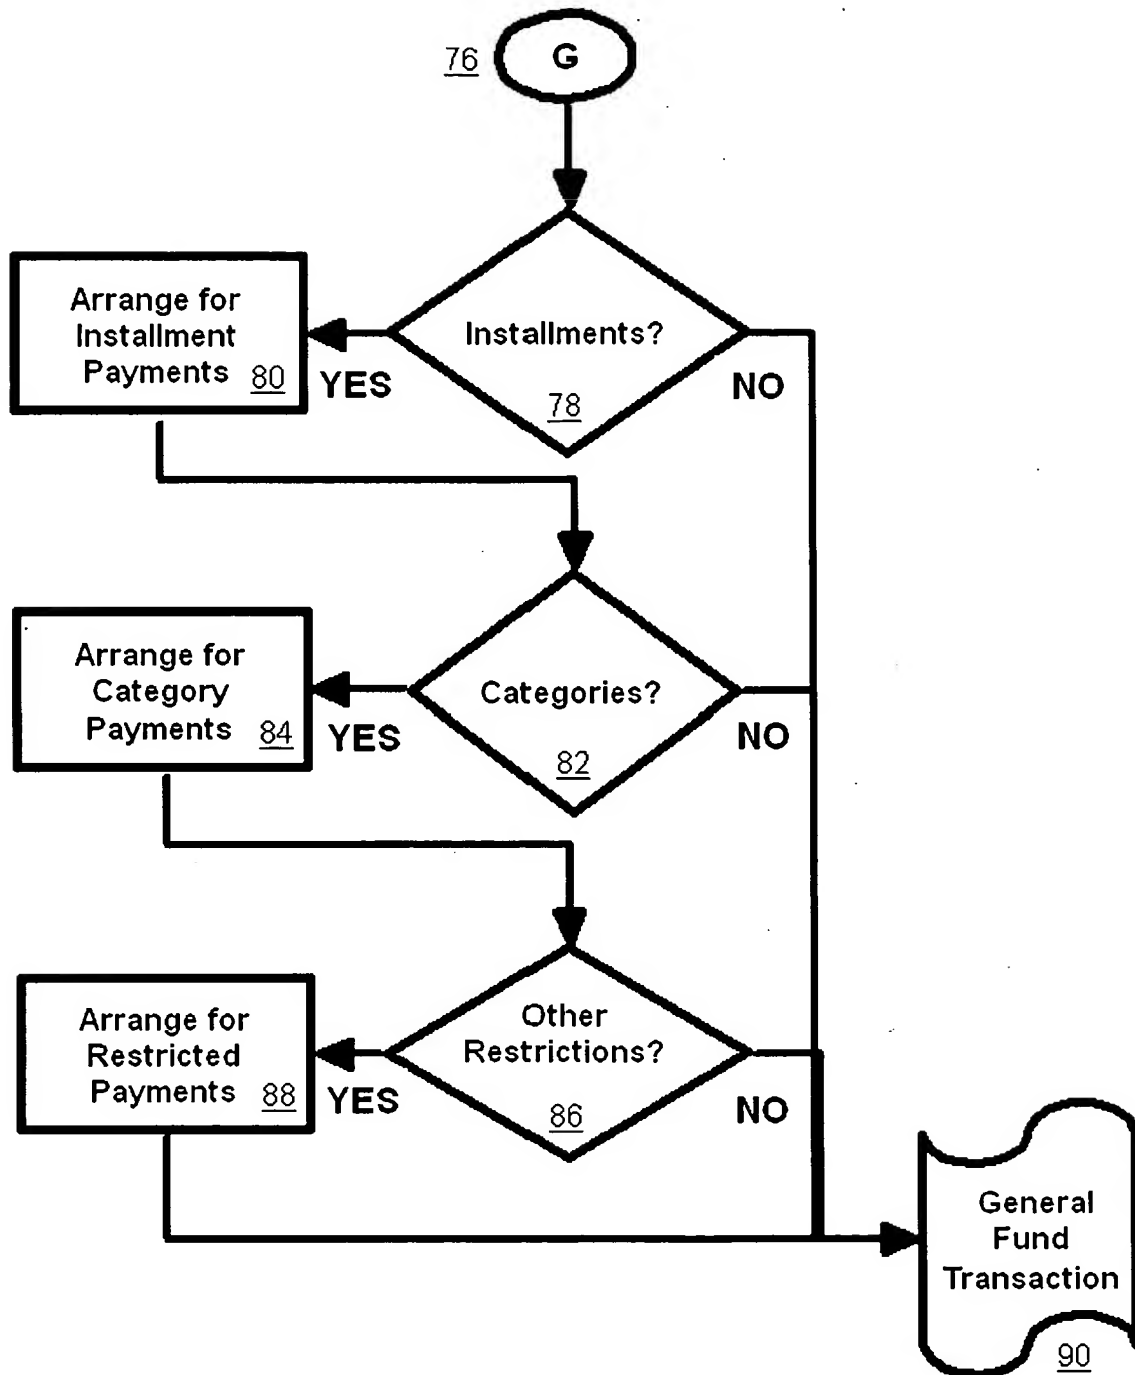 76
G
Installments?
78
YES
NO
Arrange for
Installment
Payments
80
Categories?
82
YES
NO
Arrange for
Category
Payments
84
Other
Restrictions?
86
YES
NO
Arrange for
Restricted
Payments
88
General
Fund
Transaction
90